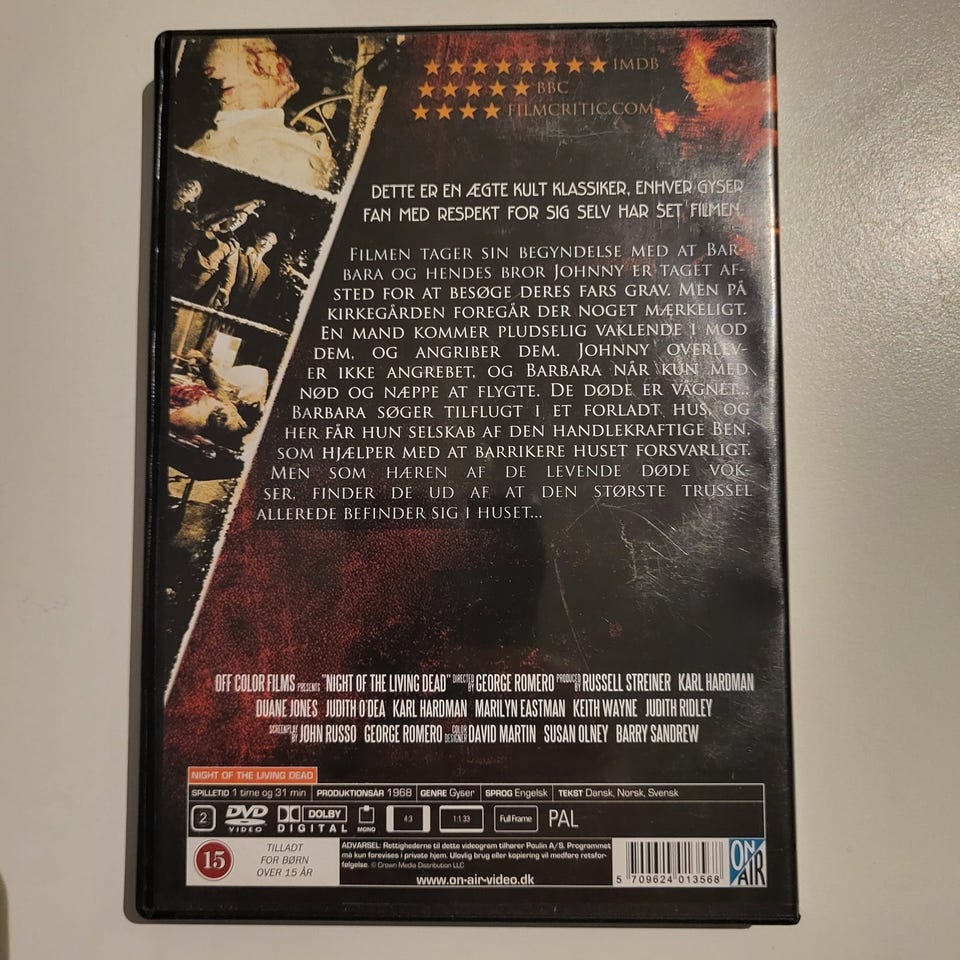 IMDB
BBC
FILMCRITIC.COM
DETTE ER EN ÆGTE KULT KLASSIKER, ENHVER GYSER
FAN MED RESPEKT FOR SIG SELV HAR SET FILMEN.
FILMEN TAGER SIN BEGYNDELSE MED AT BAR-
BARA OG HENDES BROR JOHNNY ER TAGET AF-
STED FOR AT BESØGE DERES FARS GRAV. MEN PÅ
KIRKEGÅRDEN FOREGÅR DER NOGET MÆRKELIGT.
EN MAND KOMMER PLUDSELIG VAKLENDE I MOD
DEM, OG ANGRIBER DEM. JOHNNY OVERLEV-
ER IKKE ANGREBET, OG BARBARA NÅR KUN MED
NØD OG NÆPPE AT FLYGTE. DE DØDE ER VÅGNET...
BARBARA SØGER TILFLUGT I ET FORLADT HUS, OG
HER FÅR HUN SELSKAB AF DEN HANDLEKRAFTIGE BEN,
SOM HJÆLPER MED AT BARRIKERE HUSET FORSVARLIGT.
MEN SOM HÆREN AF DE LEVENDE DØDE VOK-
SER, FINDER DE UD AF AT DEN STØRSTE TRUSSEL
ALLEREDE BEFINDER SIG I HUSET...
OFF COLOR FILMS PRESENTS "NIGHT OF THE LIVING DEAD" DIRECTED BY GEORGE ROMERO PRODUCED BY RUSSELL STREINER KARL HARDMAN
DUANE JONES JUDITH O'DEA KARL HARDMAN MARILYN EASTMAN KEITH WAYNE JUDITH RIDLEY
SCREENPLAY BY JOHN RUSSO GEORGE ROMERO COLOR DESIGNER DAVID MARTIN SUSAN OLNEY BARRY SANDREW
NIGHT OF THE LIVING DEAD
SPILLETID 1 time og 31 min PRODUKTIONSÅR 1968 GENRE Gyser SPROG Engelsk TEKST Dansk, Norsk, Svensk
2 DVD VIDEO DOLBY DIGITAL MONO 4:3 1:1 33 Full Frame PAL
15 TILLADT
FOR BØRN
OVER 15 ÅR
ADVARSEL: Rettighederne til dette videogram tilhører Poulin A/S. Programmet
må kun forevises i private hjem. Ulovlig brug eller kopiering vil medføre retsfor-
følgelse. © Crown Media Distribution LLC
www.on-air-video.dk
5 709624 013568
ON AIR